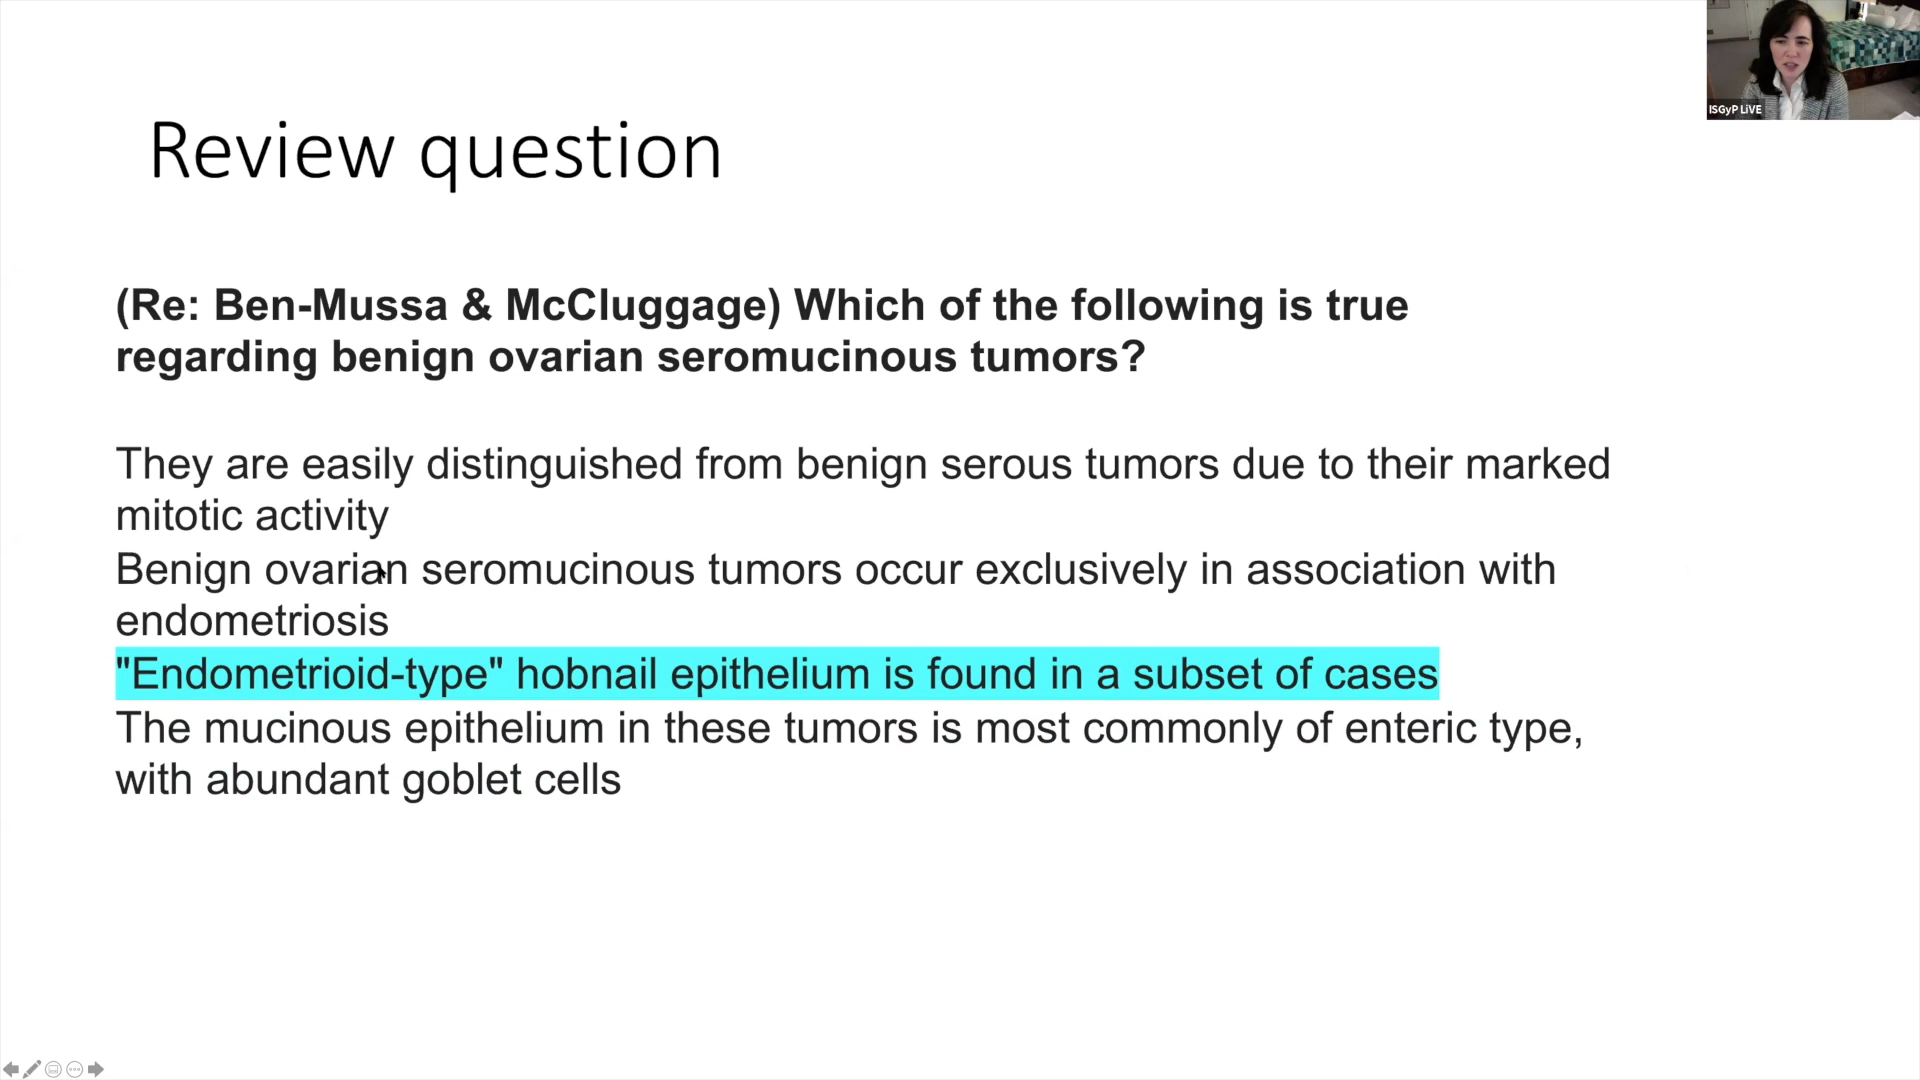 ISGyP LiVE
Review question
(Re: Ben-Mussa & McCluggage) Which of the following is true
regarding benign ovarian seromucinous tumors?
They are easily distinguished from benign serous tumors due to their marked
mitotic activity
Benign ovarian seromucinous tumors occur exclusively in association with
endometriosis
"Endometrioid-type" hobnail epithelium is found in a subset of cases
The mucinous epithelium in these tumors is most commonly of enteric type,
with abundant goblet cells